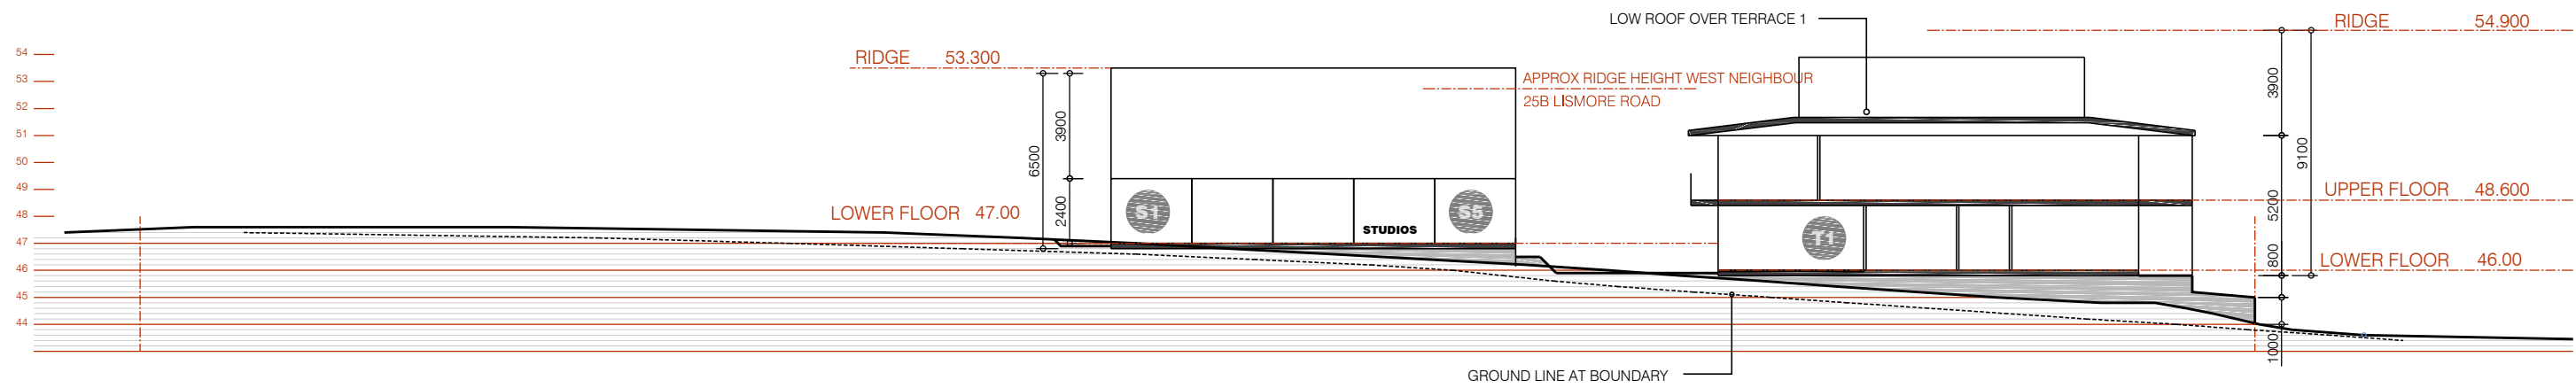 LOW ROOF OVER TERRACE 1
RIDGE 54.900
RIDGE 53.300
APPROX RIDGE HEIGHT WEST NEIGHBOUR
25B LISMORE ROAD
54
53
52
51
50
49
48
47
46
45
44
6500
3900
2400
LOWER FLOOR 47.00
S1
S5
STUDIOS
T1
3900
9100
5200
800
1000
UPPER FLOOR 48.600
LOWER FLOOR 46.00
GROUND LINE AT BOUNDARY